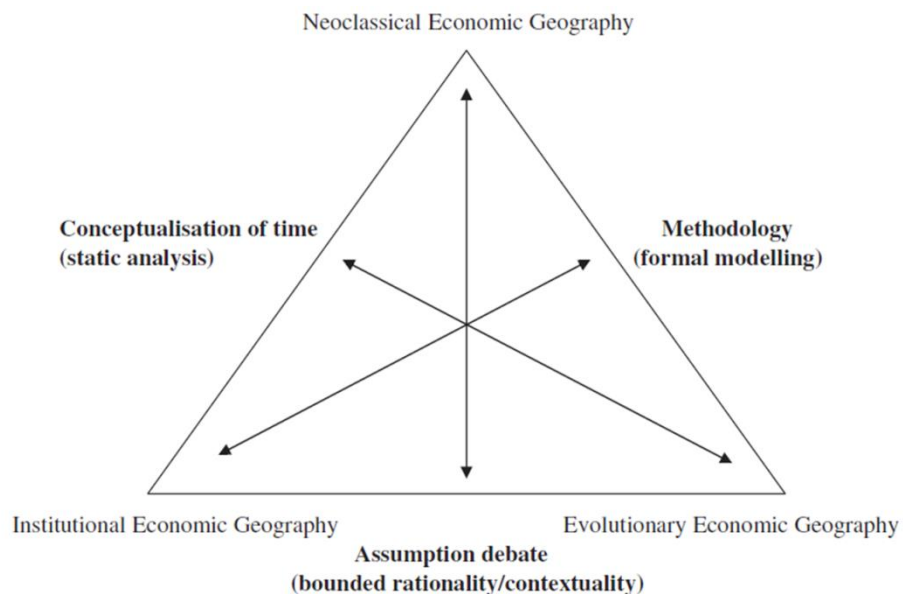 Neoclassical Economic Geography
Conceptualisation of time
(static analysis)
Methodology
(formal modelling)
Institutional Economic Geography
Evolutionary Economic Geography
Assumption debate
(bounded rationality/contextuality)